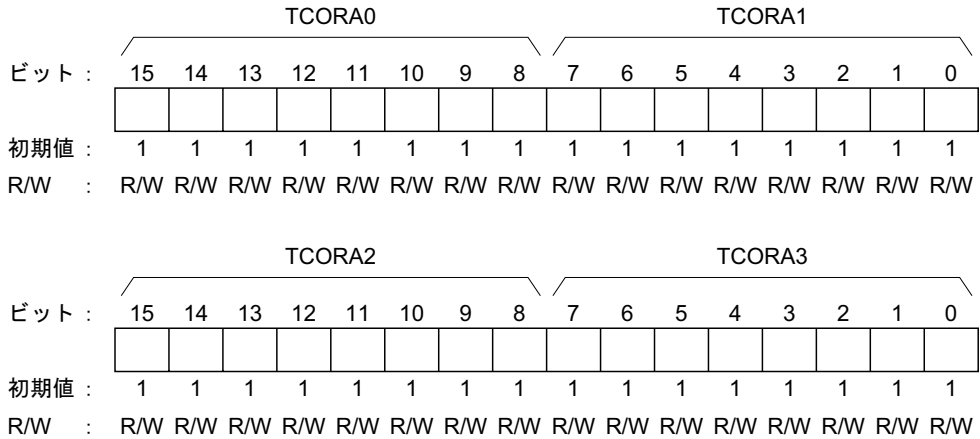 TCORA0 TCORA1
ビット : 15 14 13 12 11 10 9 8 7 6 5 4 3 2 1 0
初期値 : 1 1 1 1 1 1 1 1 1 1 1 1 1 1 1 1
R/W : R/W R/W R/W R/W R/W R/W R/W R/W R/W R/W R/W R/W R/W R/W R/W R/W
TCORA2 TCORA3
ビット : 15 14 13 12 11 10 9 8 7 6 5 4 3 2 1 0
初期値 : 1 1 1 1 1 1 1 1 1 1 1 1 1 1 1 1
R/W : R/W R/W R/W R/W R/W R/W R/W R/W R/W R/W R/W R/W R/W R/W R/W R/W